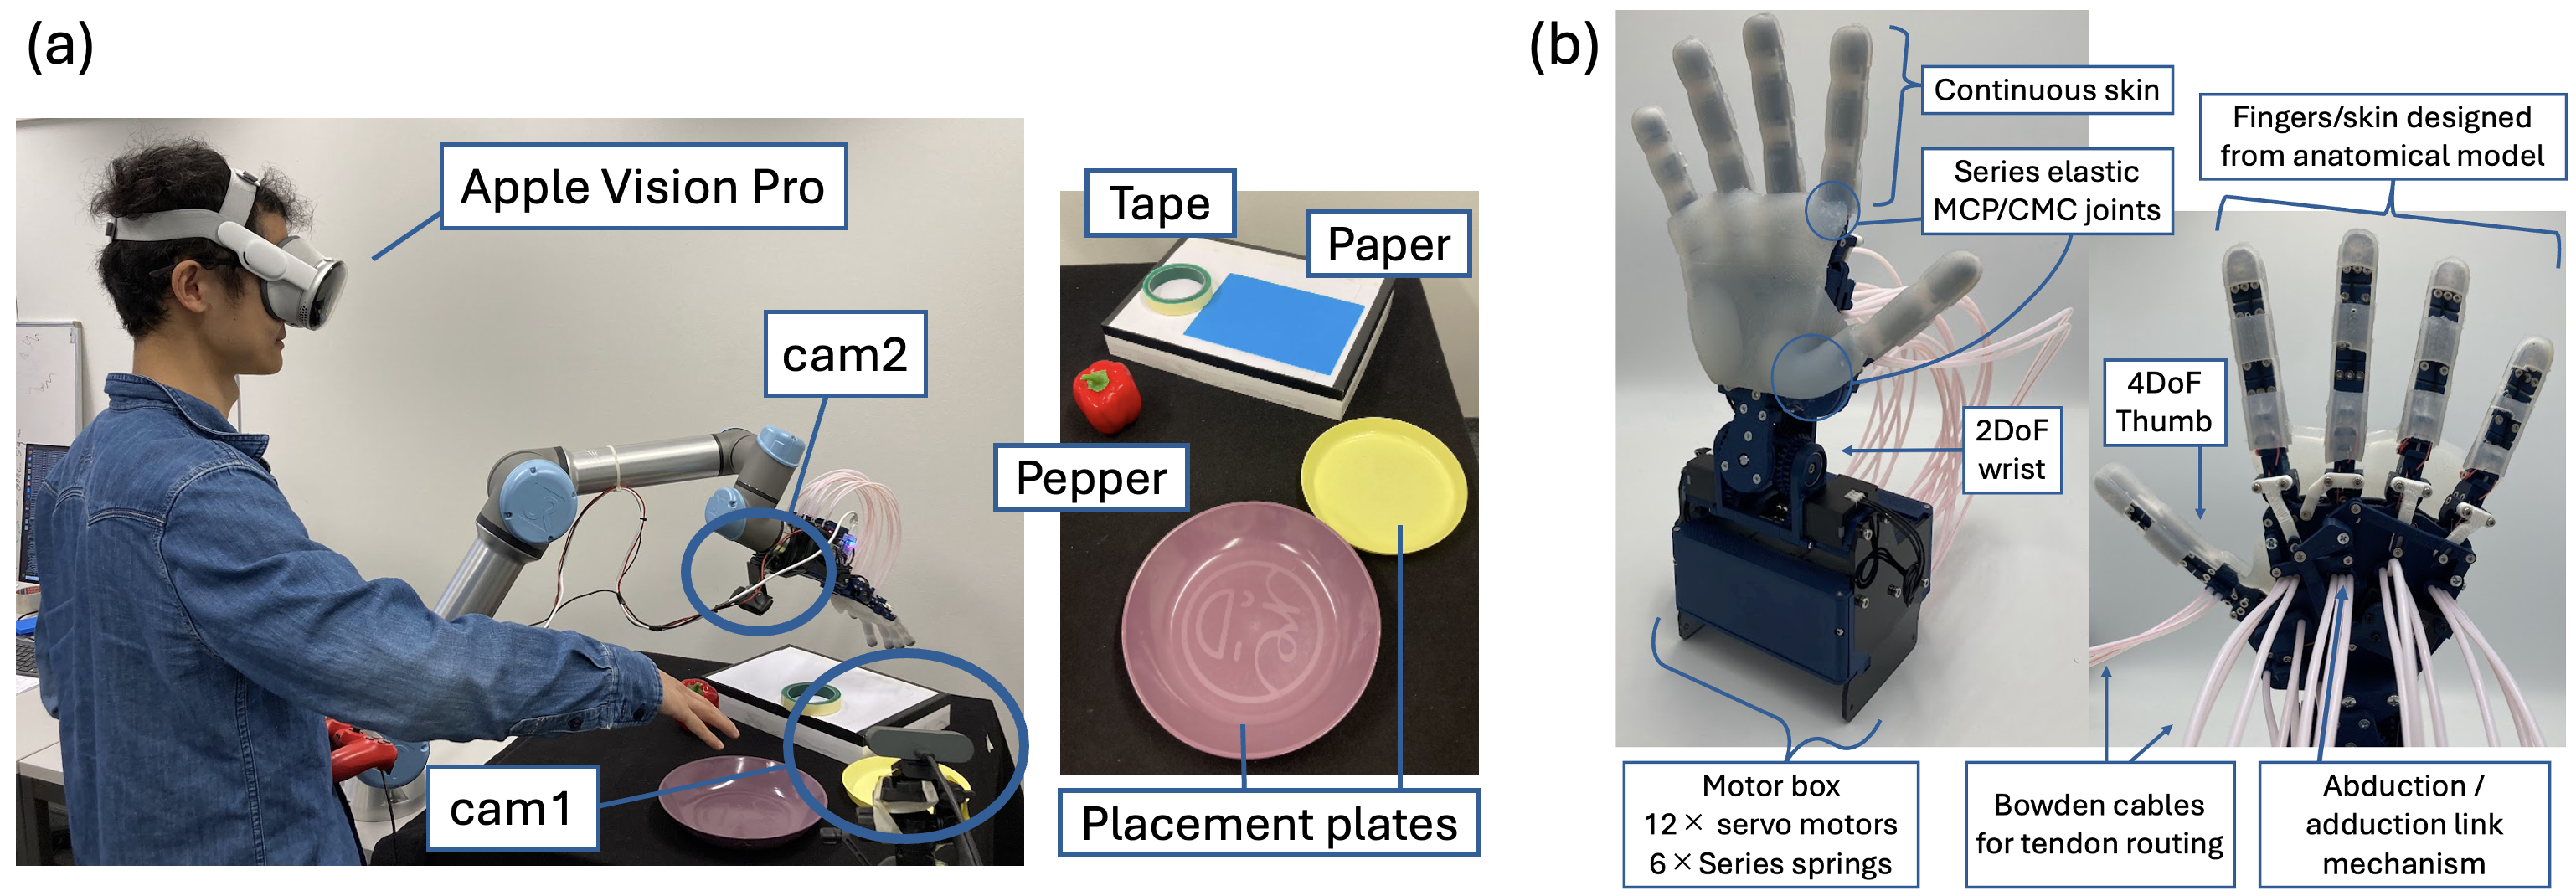 (a)
Apple Vision Pro
cam2
cam1
Tape
Paper
Pepper
Placement plates
(b)
Continuous skin
Series elastic
MCP/CMC joints
Fingers/skin designed
from anatomical model
4DoF
Thumb
2DoF
wrist
Motor box
12× servo motors
6×Series springs
Bowden cables
for tendon routing
Abduction /
adduction link
mechanism